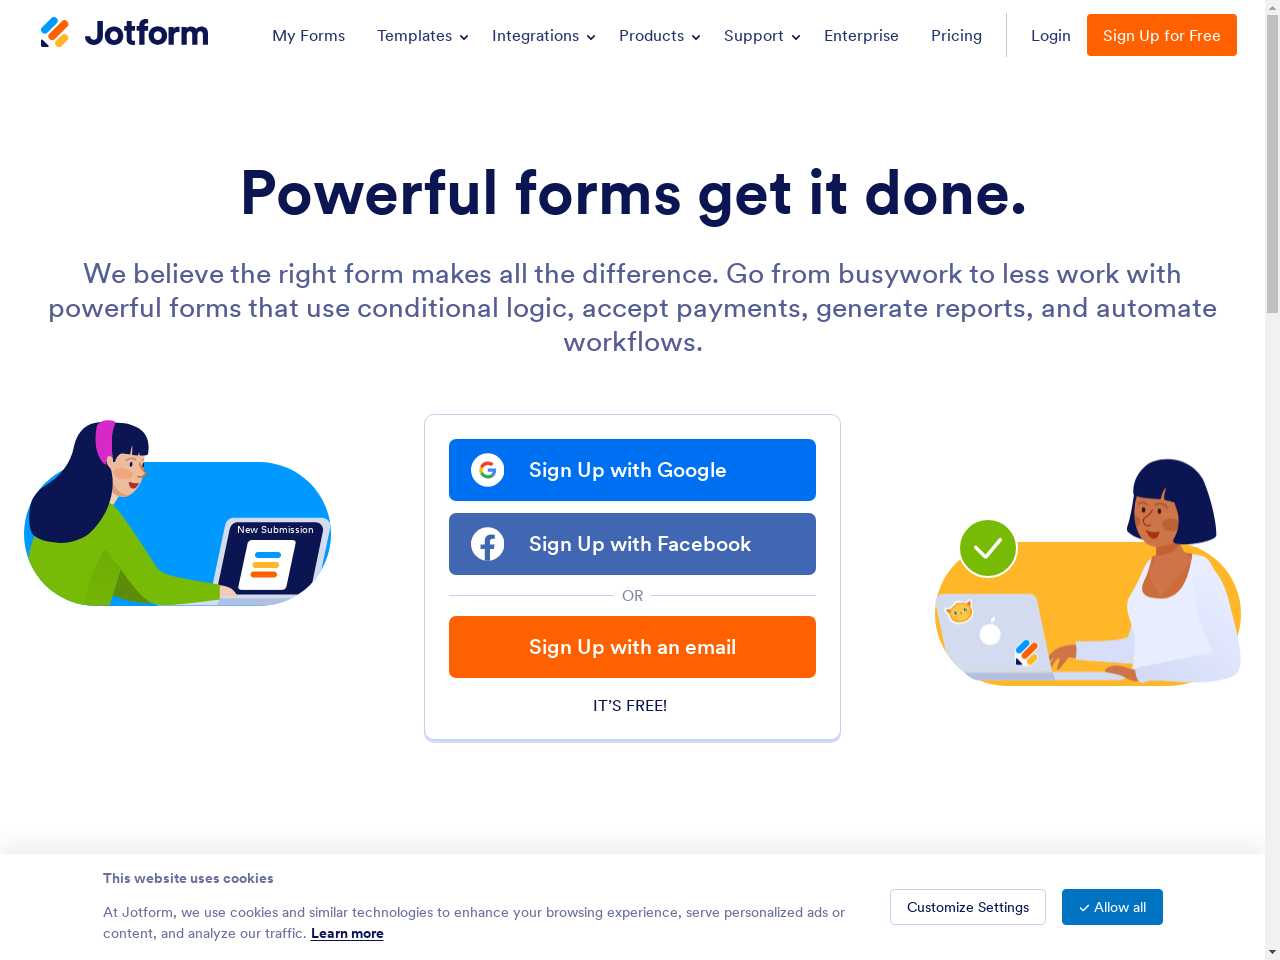 Jotform
My Forms Templates Integrations Products Support Enterprise Pricing Login Sign Up for Free
Powerful forms get it done.
We believe the right form makes all the difference. Go from busywork to less work with
powerful forms that use conditional logic, accept payments, generate reports, and automate
workflows.
New Submission
Sign Up with Google
Sign Up with Facebook
OR
Sign Up with an email
IT’S FREE!
This website uses cookies
At Jotform, we use cookies and similar technologies to enhance your browsing experience, serve personalized ads or
content, and analyze our traffic. Learn more
Customize Settings
Allow all